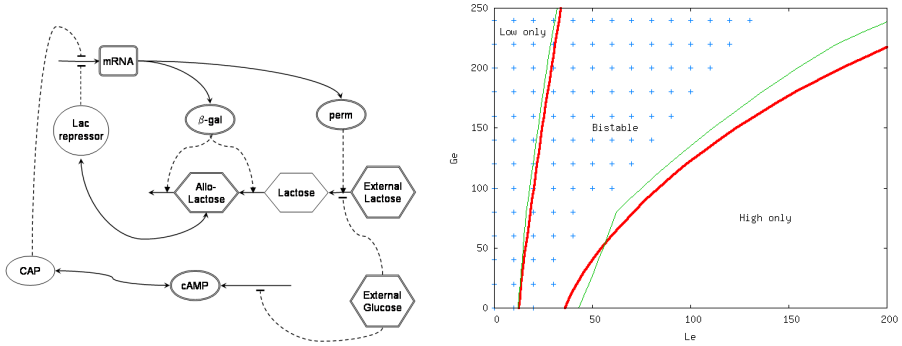 mRNA
Lac
repressor
β-gal
perm
Allo-
Lactose
Lactose
External
Lactose
CAP
cAMP
External
Glucose
250
200
150
100
50
0
Ge
Low only
Bistable
High only
0
50
100
150
200
Le